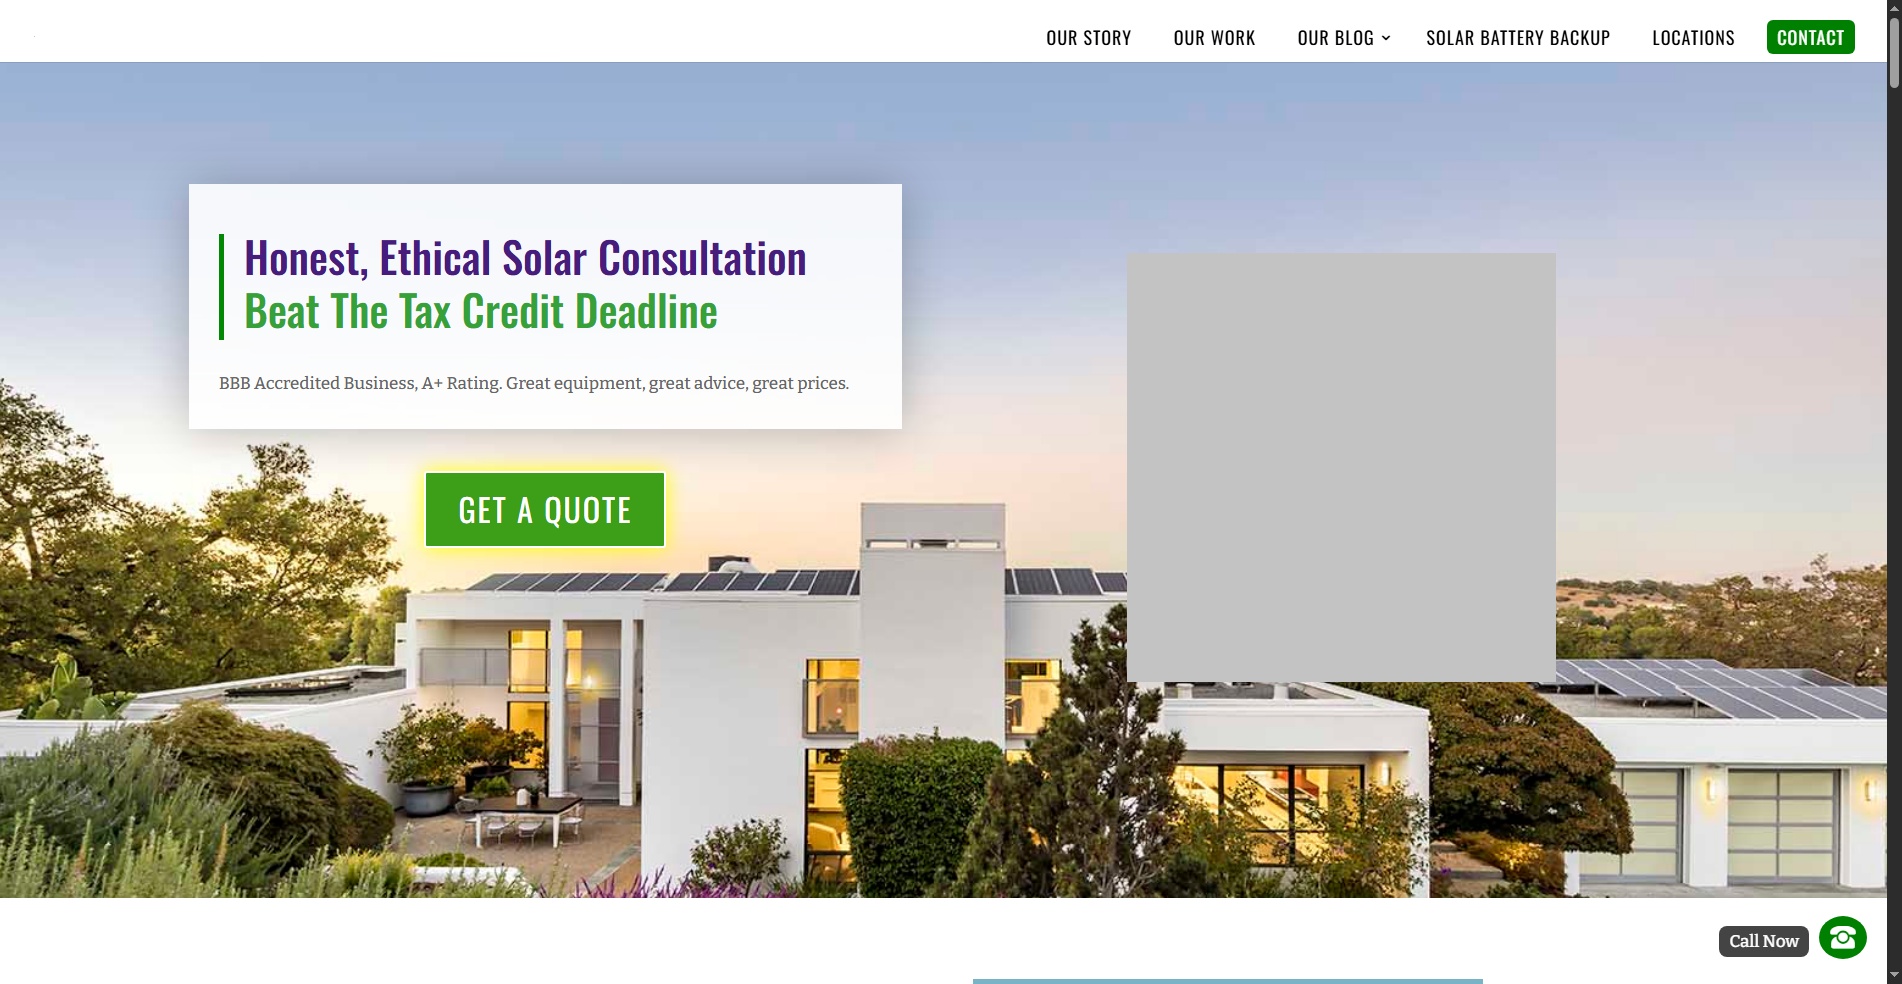 OUR STORY
OUR WORK
OUR BLOG
SOLAR BATTERY BACKUP
LOCATIONS
CONTACT
Honest, Ethical Solar Consultation
Beat The Tax Credit Deadline
BBB Accredited Business, A+ Rating. Great equipment, great advice, great prices.
GET A QUOTE
Call Now